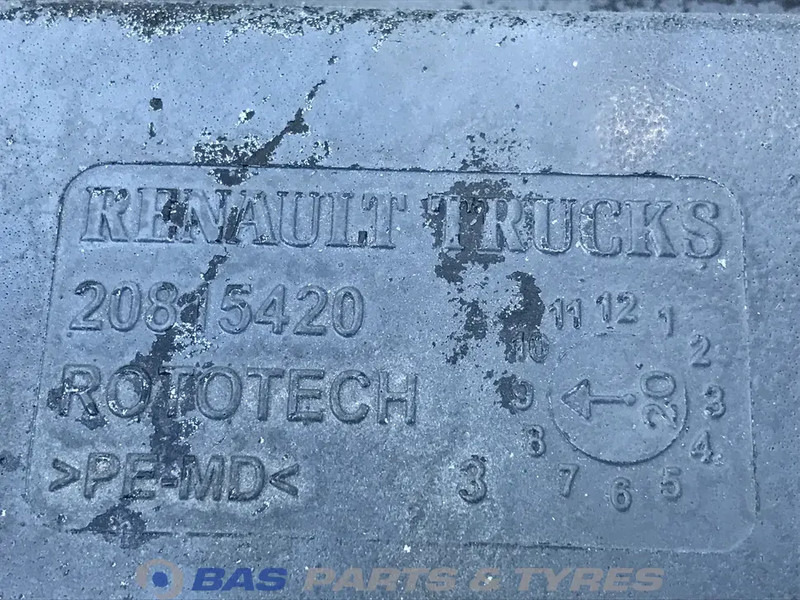 RENAULT TRUCKS
20815420
ROTOTECH
>PE-MD<
3
12 1 2 3 4 5 6 7 8 9 10 11
20
BAS PARTS & TYRES